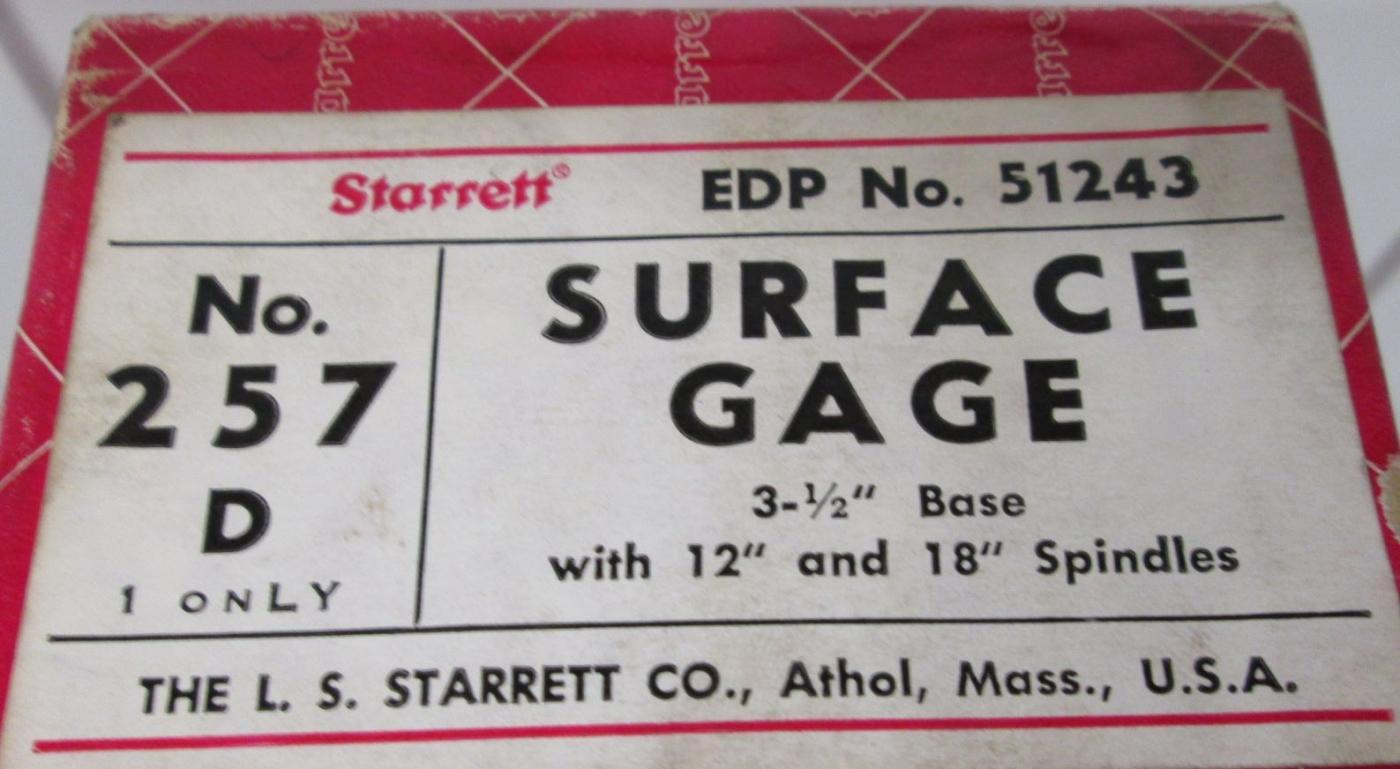 Starrett® EDP No. 51243
No.
257
D
1 ONLY
SURFACE
GAGE
3-½" Base
with 12" and 18" Spindles
THE L. S. STARRETT CO., Athol, Mass., U.S.A.